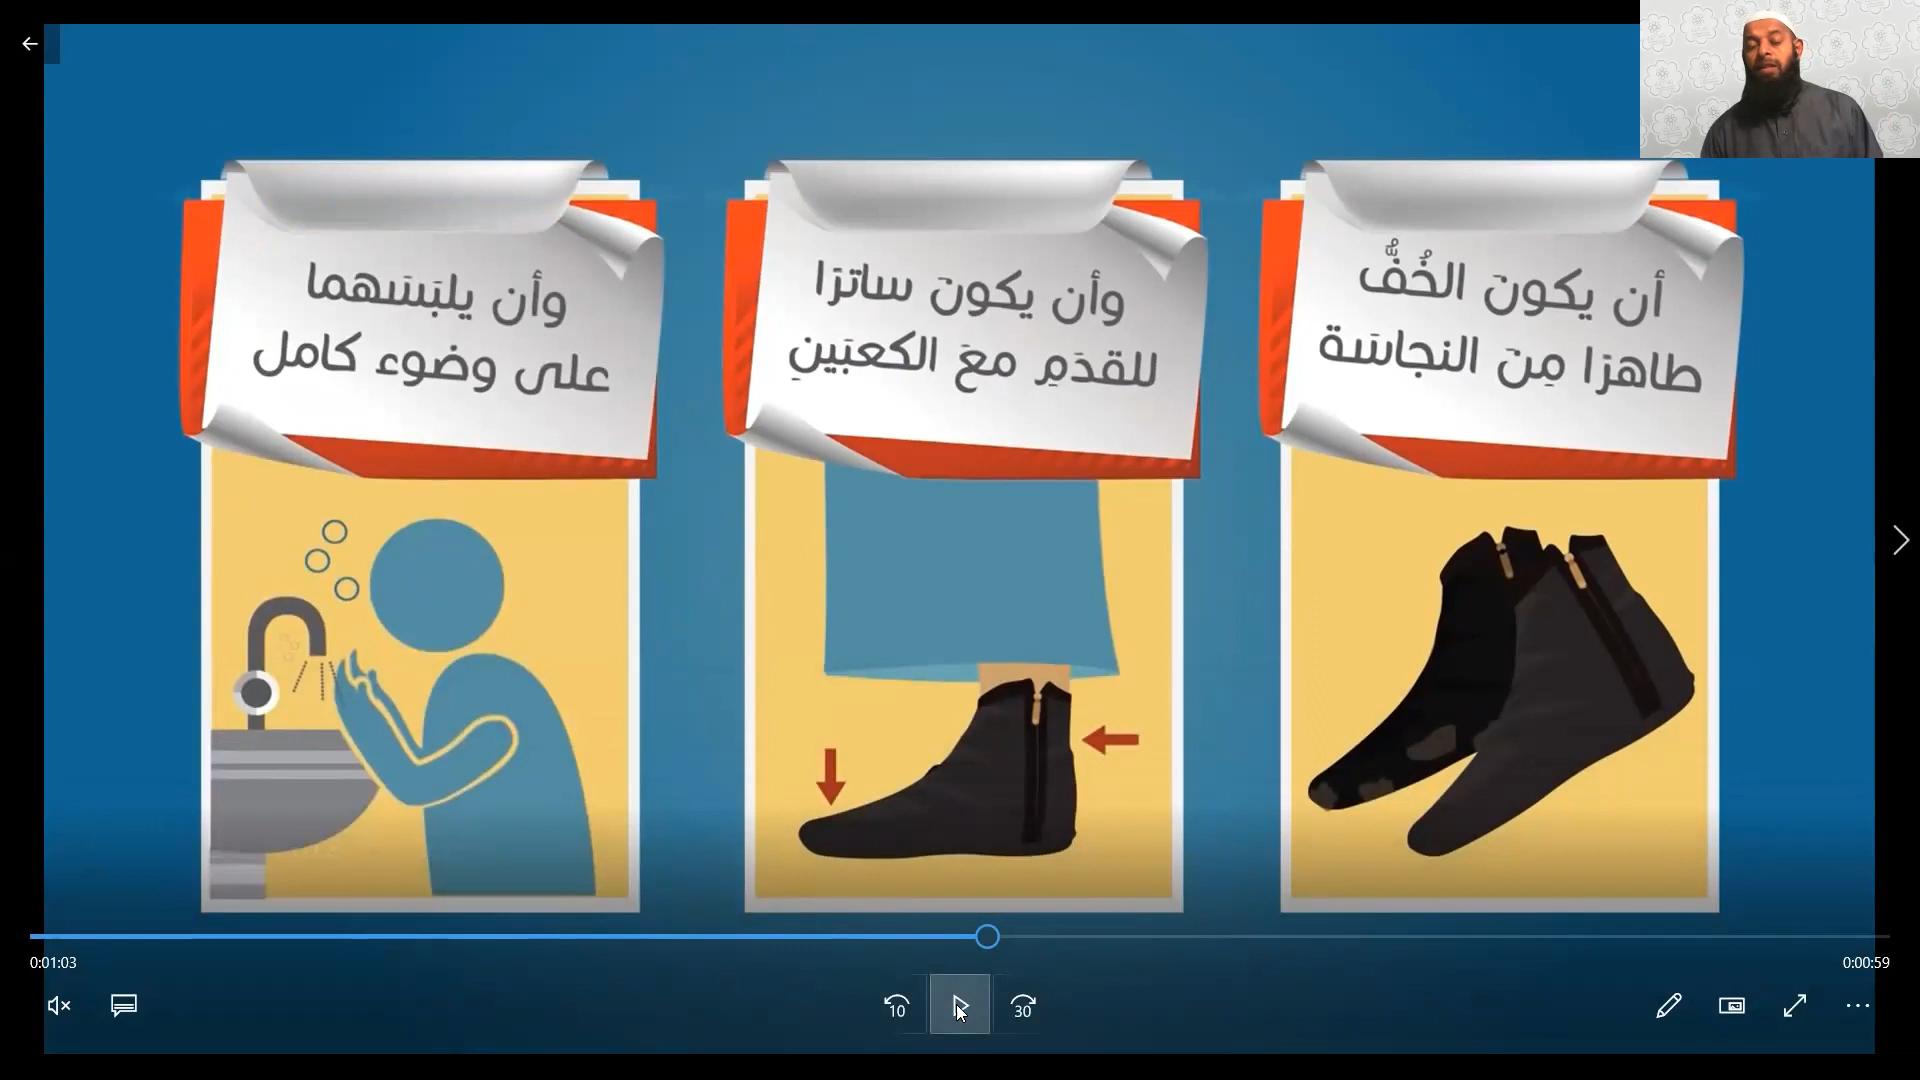 أن يكونَ الخُفُّ
طاهرًا مِنَ النجاسَة
وأن يكونَ ساترًا
للقدَمِ معَ الكعبَينِ
وأن يلبَسَهما
على وضوء كامل
0:01:03
0:00:59
10
30